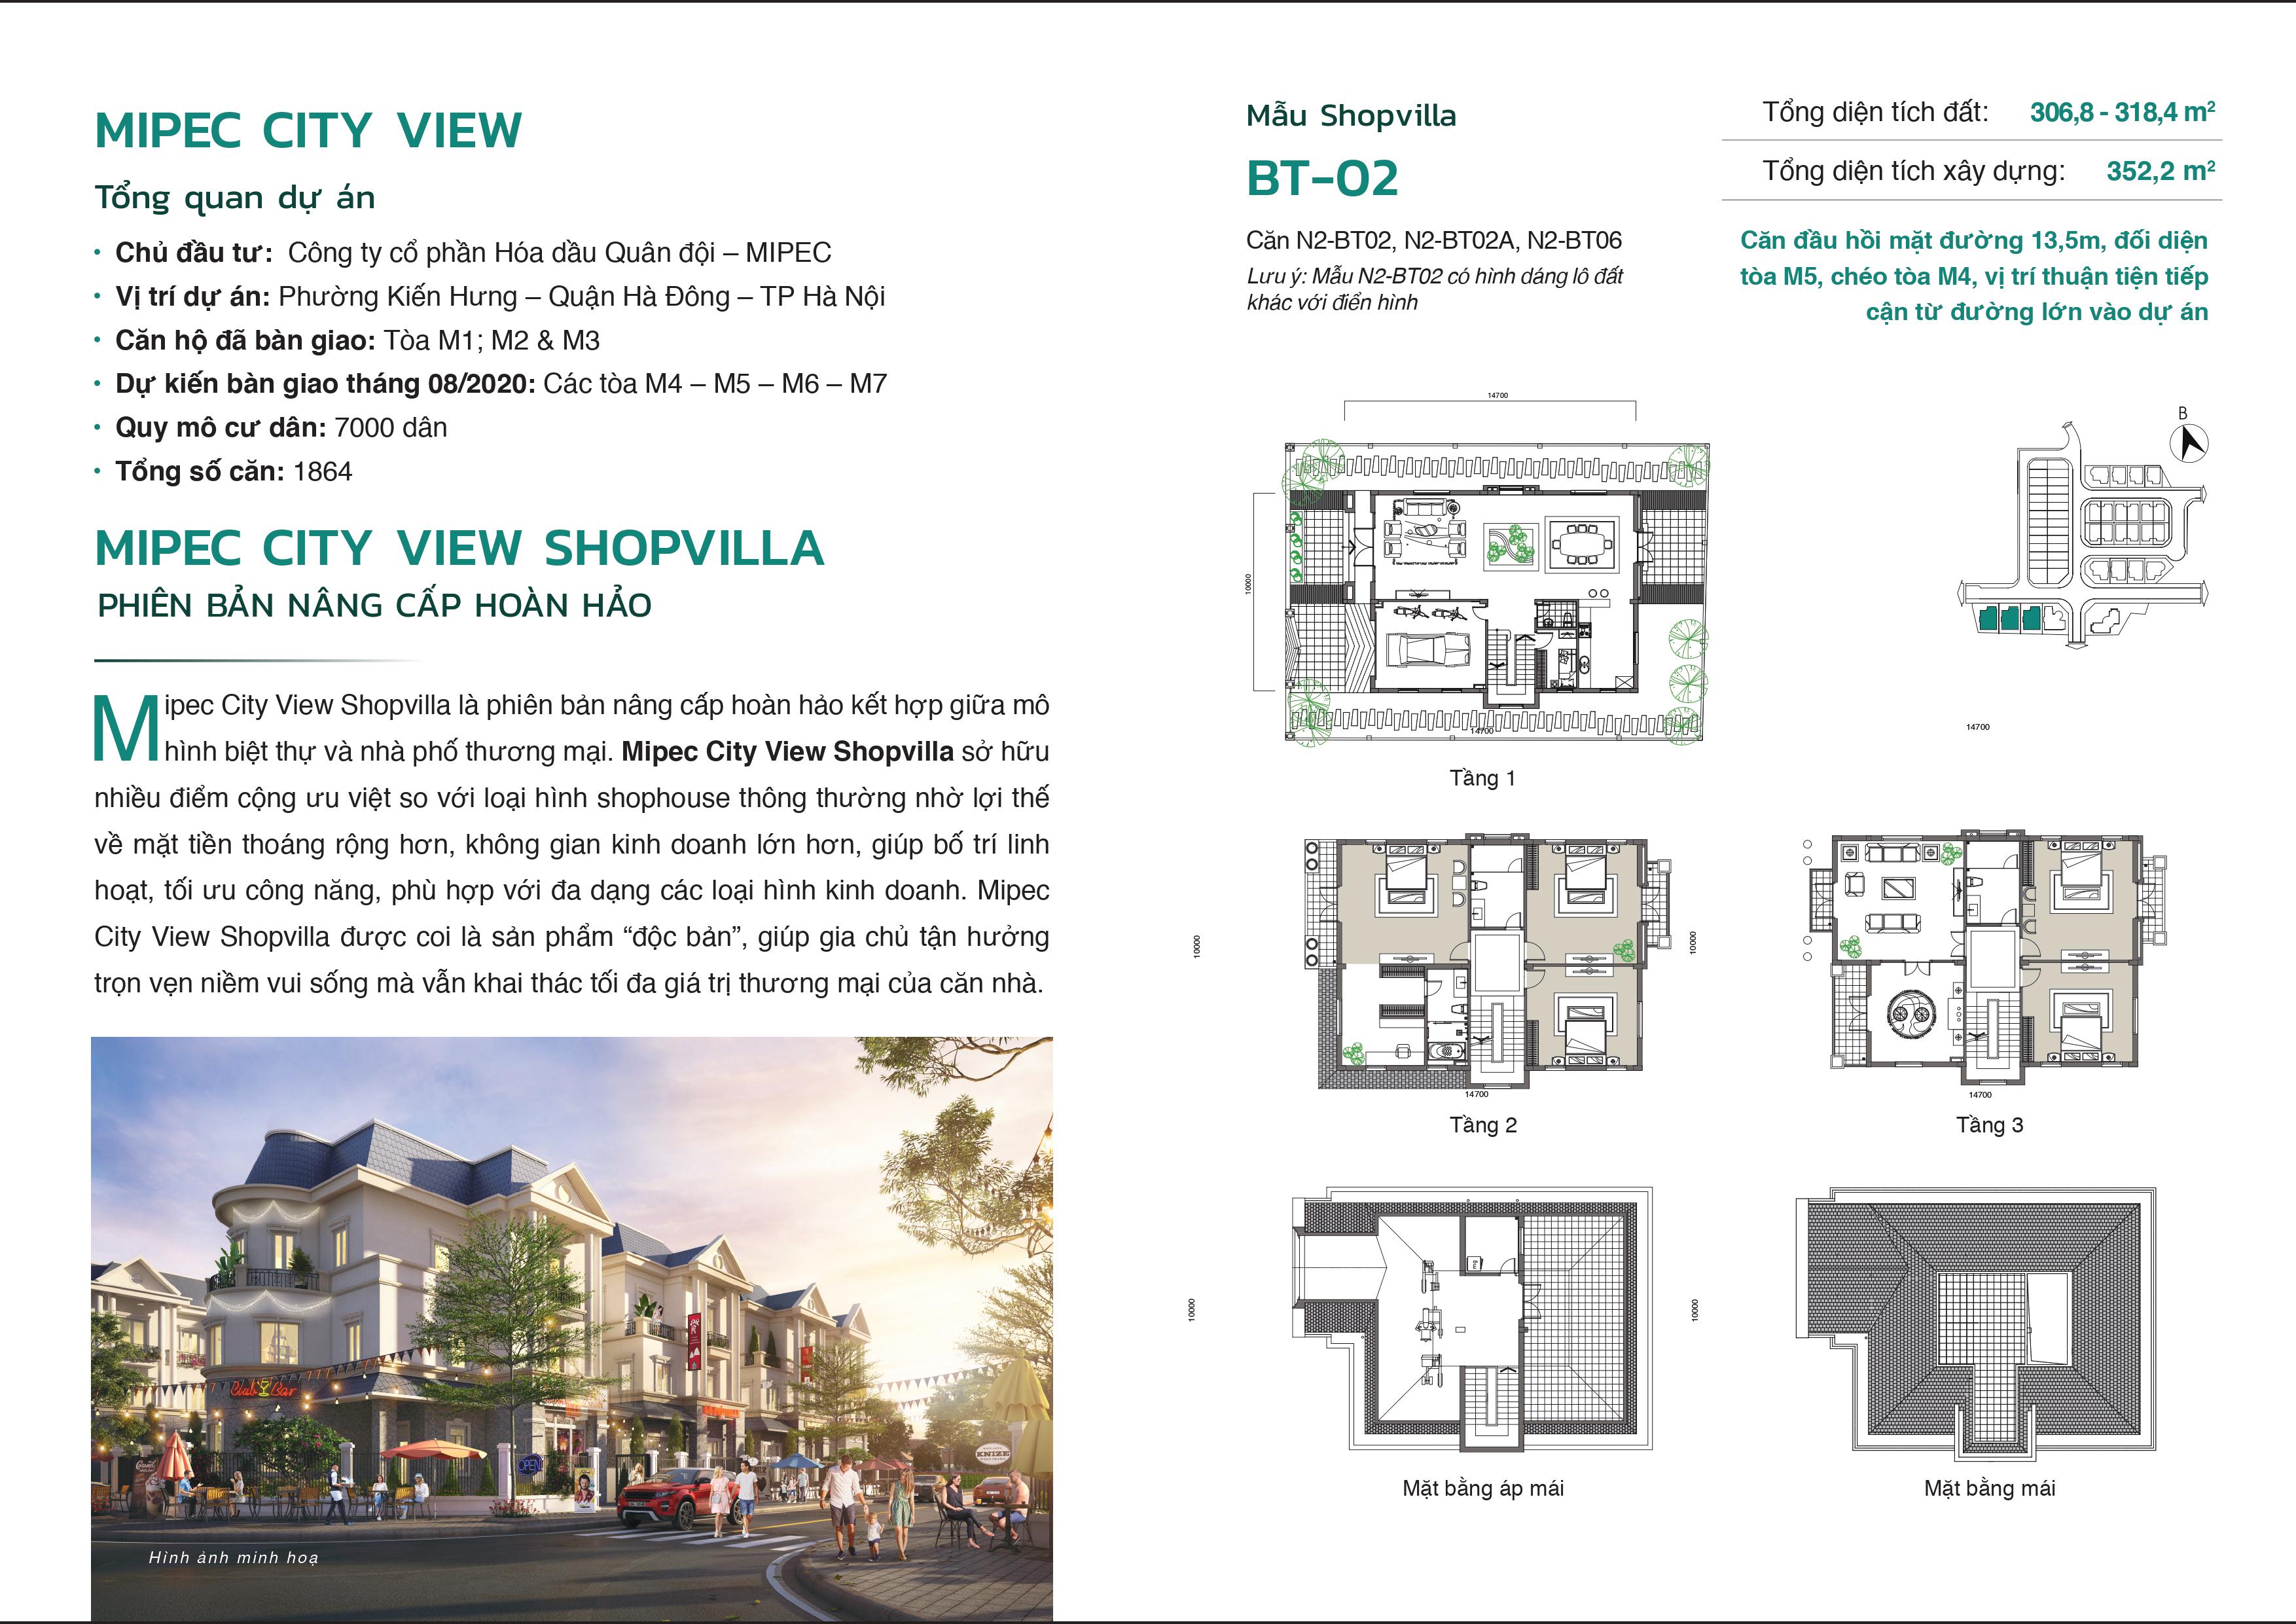 MIPEC CITY VIEW
Tổng quan dự án
• Chủ đầu tư: Công ty cổ phần Hóa dầu Quân đội – MIPEC
• Vị trí dự án: Phường Kiến Hưng – Quận Hà Đông – TP Hà Nội
• Căn hộ đã bàn giao: Tòa M1; M2 & M3
• Dự kiến bàn giao tháng 08/2020: Các tòa M4 – M5 – M6 – M7
• Quy mô cư dân: 7000 dân
• Tổng số căn: 1864
MIPEC CITY VIEW SHOPVILLA
PHIÊN BẢN NÂNG CẤP HOÀN HẢO
Mipec City View Shopvilla là phiên bản nâng cấp hoàn hảo kết hợp giữa mô
hình biệt thự và nhà phố thương mại. Mipec City View Shopvilla sở hữu
nhiều điểm cộng ưu việt so với loại hình shophouse thông thường nhờ lợi thế
về mặt tiền thoáng rộng hơn, không gian kinh doanh lớn hơn, giúp bố trí linh
hoạt, tối ưu công năng, phù hợp với đa dạng các loại hình kinh doanh. Mipec
City View Shopvilla được coi là sản phẩm “độc bản”, giúp gia chủ tận hưởng
trọn vẹn niềm vui sống mà vẫn khai thác tối đa giá trị thương mại của căn nhà.
Club Bar
OPEN
KNIZE
Hình ảnh minh hoạ
Mẫu Shopvilla
BT-02
Căn N2-BT02, N2-BT02A, N2-BT06
Lưu ý: Mẫu N2-BT02 có hình dáng lô đất
khác với điển hình
Tổng diện tích đất: 306,8 - 318,4 m²
Tổng diện tích xây dựng: 352,2 m²
Căn đầu hồi mặt đường 13,5m, đối diện
tòa M5, chéo tòa M4, vị trí thuận tiện tiếp
cận từ đường lớn vào dự án
14700
10000
14700
Tầng 1
B
14700
10000
10000
14700
Tầng 2
14700
Tầng 3
10000
10000
Mặt bằng áp mái
Mặt bằng mái